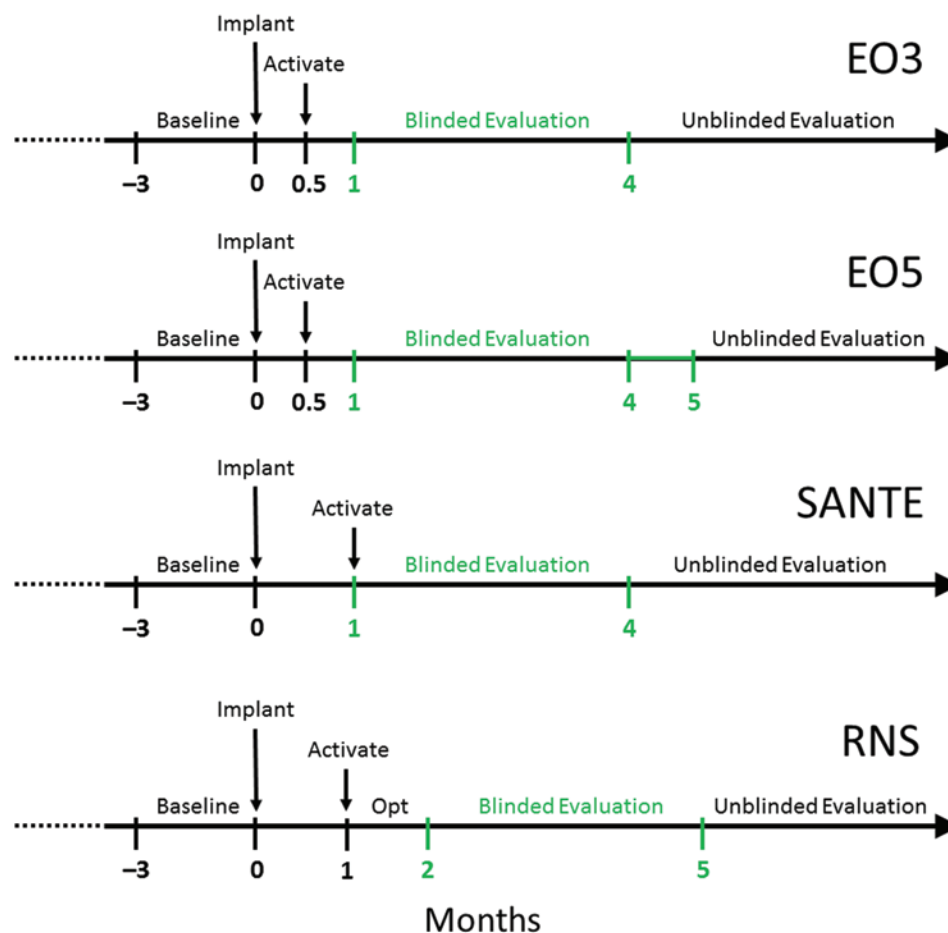 Implant
EO3
Activate
Baseline Blinded Evaluation Unblinded Evaluation
–3 0 0.5 1 4
Implant
EO5
Activate
Baseline Blinded Evaluation Unblinded Evaluation
–3 0 0.5 1 4 5
Implant
SANTE
Activate
Baseline Blinded Evaluation Unblinded Evaluation
–3 0 1 4
Implant
RNS
Activate
Baseline Opt Blinded Evaluation Unblinded Evaluation
–3 0 1 2 5
Months